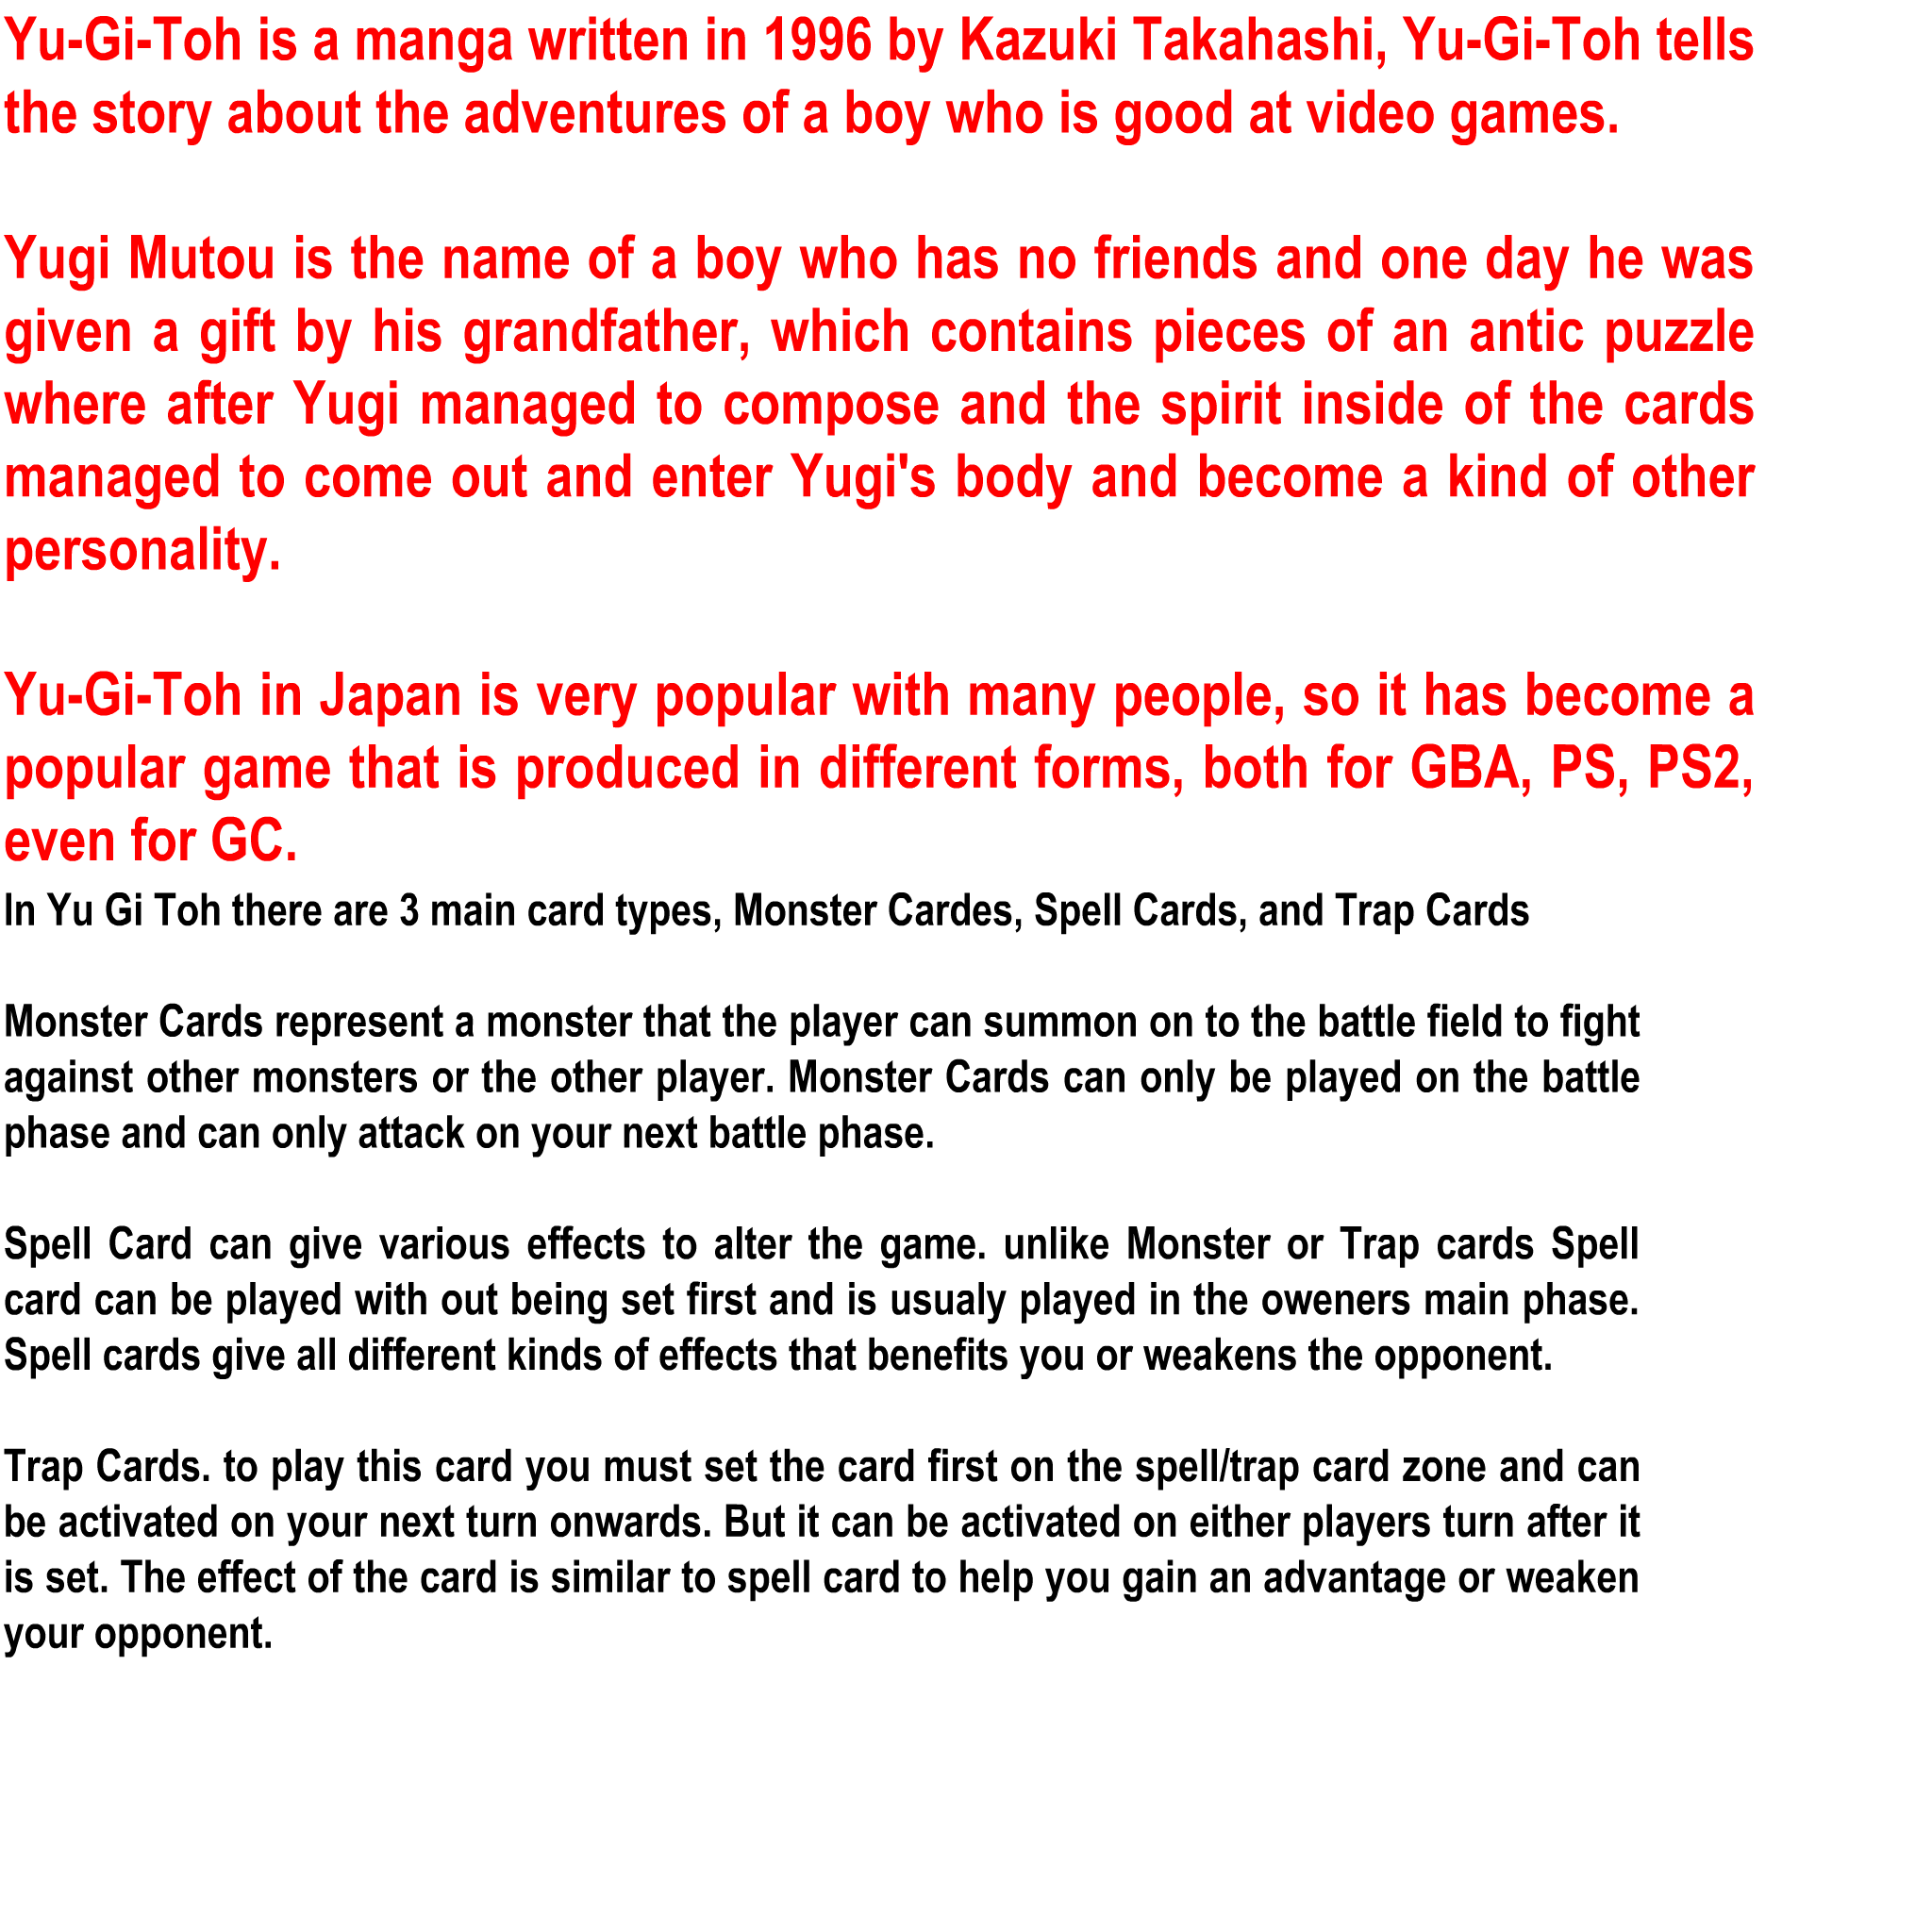 Yu-Gi-Toh is a manga written in 1996 by Kazuki Takahashi, Yu-Gi-Toh tells
the story about the adventures of a boy who is good at video games.
Yugi Mutou is the name of a boy who has no friends and one day he was
given a gift by his grandfather, which contains pieces of an antic puzzle
where after Yugi managed to compose and the spirit inside of the cards
managed to come out and enter Yugi's body and become a kind of other
personality.
Yu-Gi-Toh in Japan is very popular with many people, so it has become a
popular game that is produced in different forms, both for GBA, PS, PS2,
even for GC.
In Yu Gi Toh there are 3 main card types, Monster Cardes, Spell Cards, and Trap Cards
Monster Cards represent a monster that the player can summon on to the battle field to fight
against other monsters or the other player. Monster Cards can only be played on the battle
phase and can only attack on your next battle phase.
Spell Card can give various effects to alter the game. unlike Monster or Trap cards Spell
card can be played with out being set first and is usualy played in the oweners main phase.
Spell cards give all different kinds of effects that benefits you or weakens the opponent.
Trap Cards. to play this card you must set the card first on the spell/trap card zone and can
be activated on your next turn onwards. But it can be activated on either players turn after it
is set. The effect of the card is similar to spell card to help you gain an advantage or weaken
your opponent.